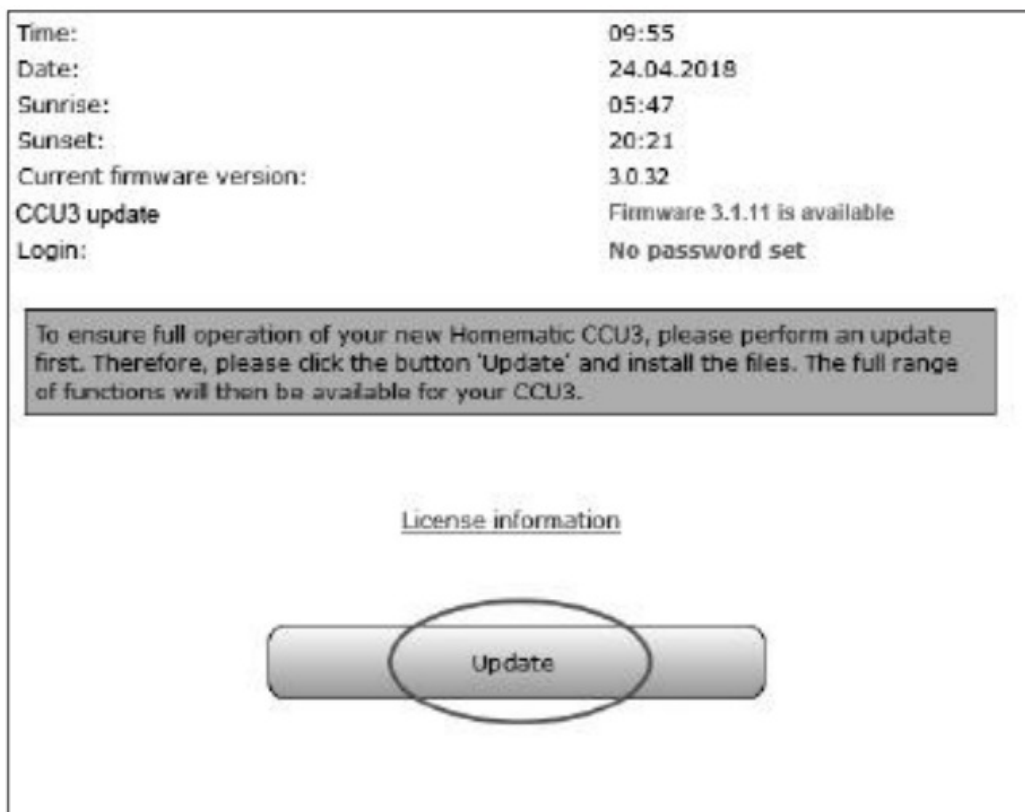 Time: 09:55
Date: 24.04.2018
Sunrise: 05:47
Sunset: 20:21
Current firmware version: 3.0.32
CCU3 update Firmware 3.1.11 is available
Login: No password set
To ensure full operation of your new Homematic CCU3, please perform an update
first. Therefore, please click the button 'Update' and install the files. The full range
of functions will then be available for your CCU3.
License information
Update